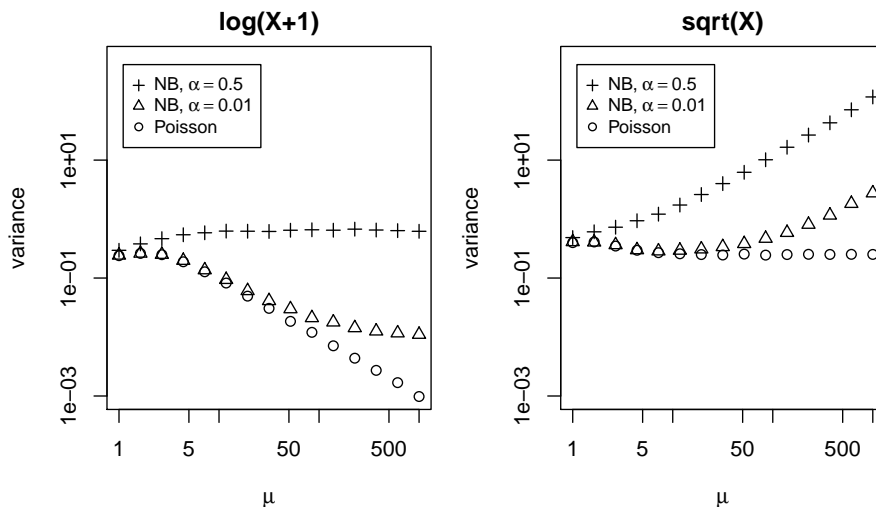 log(X+1)
NB, α = 0.5
NB, α = 0.01
Poisson
variance
1e+01
1e−01
1e−03
1
5
50
500
μ
sqrt(X)
NB, α = 0.5
NB, α = 0.01
Poisson
variance
1e+01
1e−01
1e−03
1
5
50
500
μ